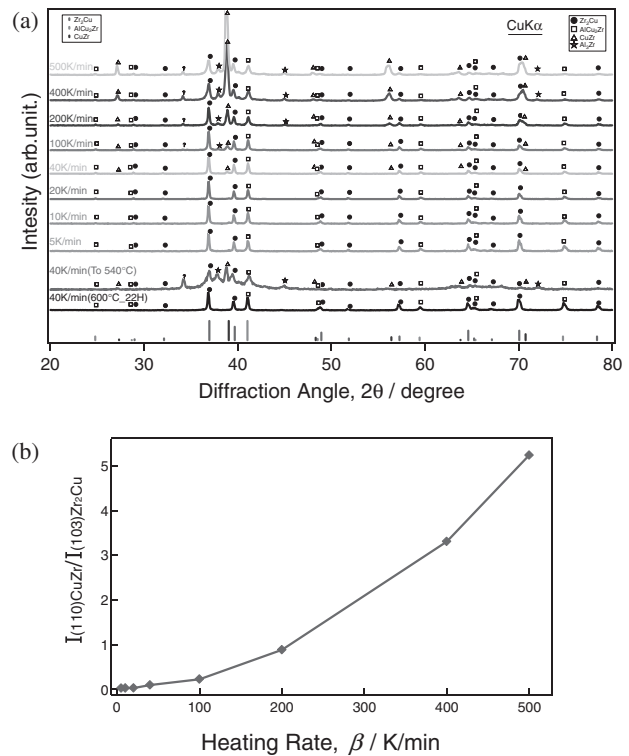 (a)
Zr₂Cu
AlCu₂Zr
CuZr
CuKα
Zr₂Cu
AlCu₂Zr
CuZr
Al₂Zr
500K/min
400K/min
200K/min
100K/min
40K/min
20K/min
10K/min
5K/min
40K/min(To 540°C)
40K/min(600°C_22H)
Intesity (arb.unit.)
20 30 40 50 60 70 80
Diffraction Angle, 2θ / degree
(b)
I(110)CuZr/I(103)Zr₂Cu
5
4
3
2
1
0
0 100 200 300 400 500
Heating Rate, β / K/min